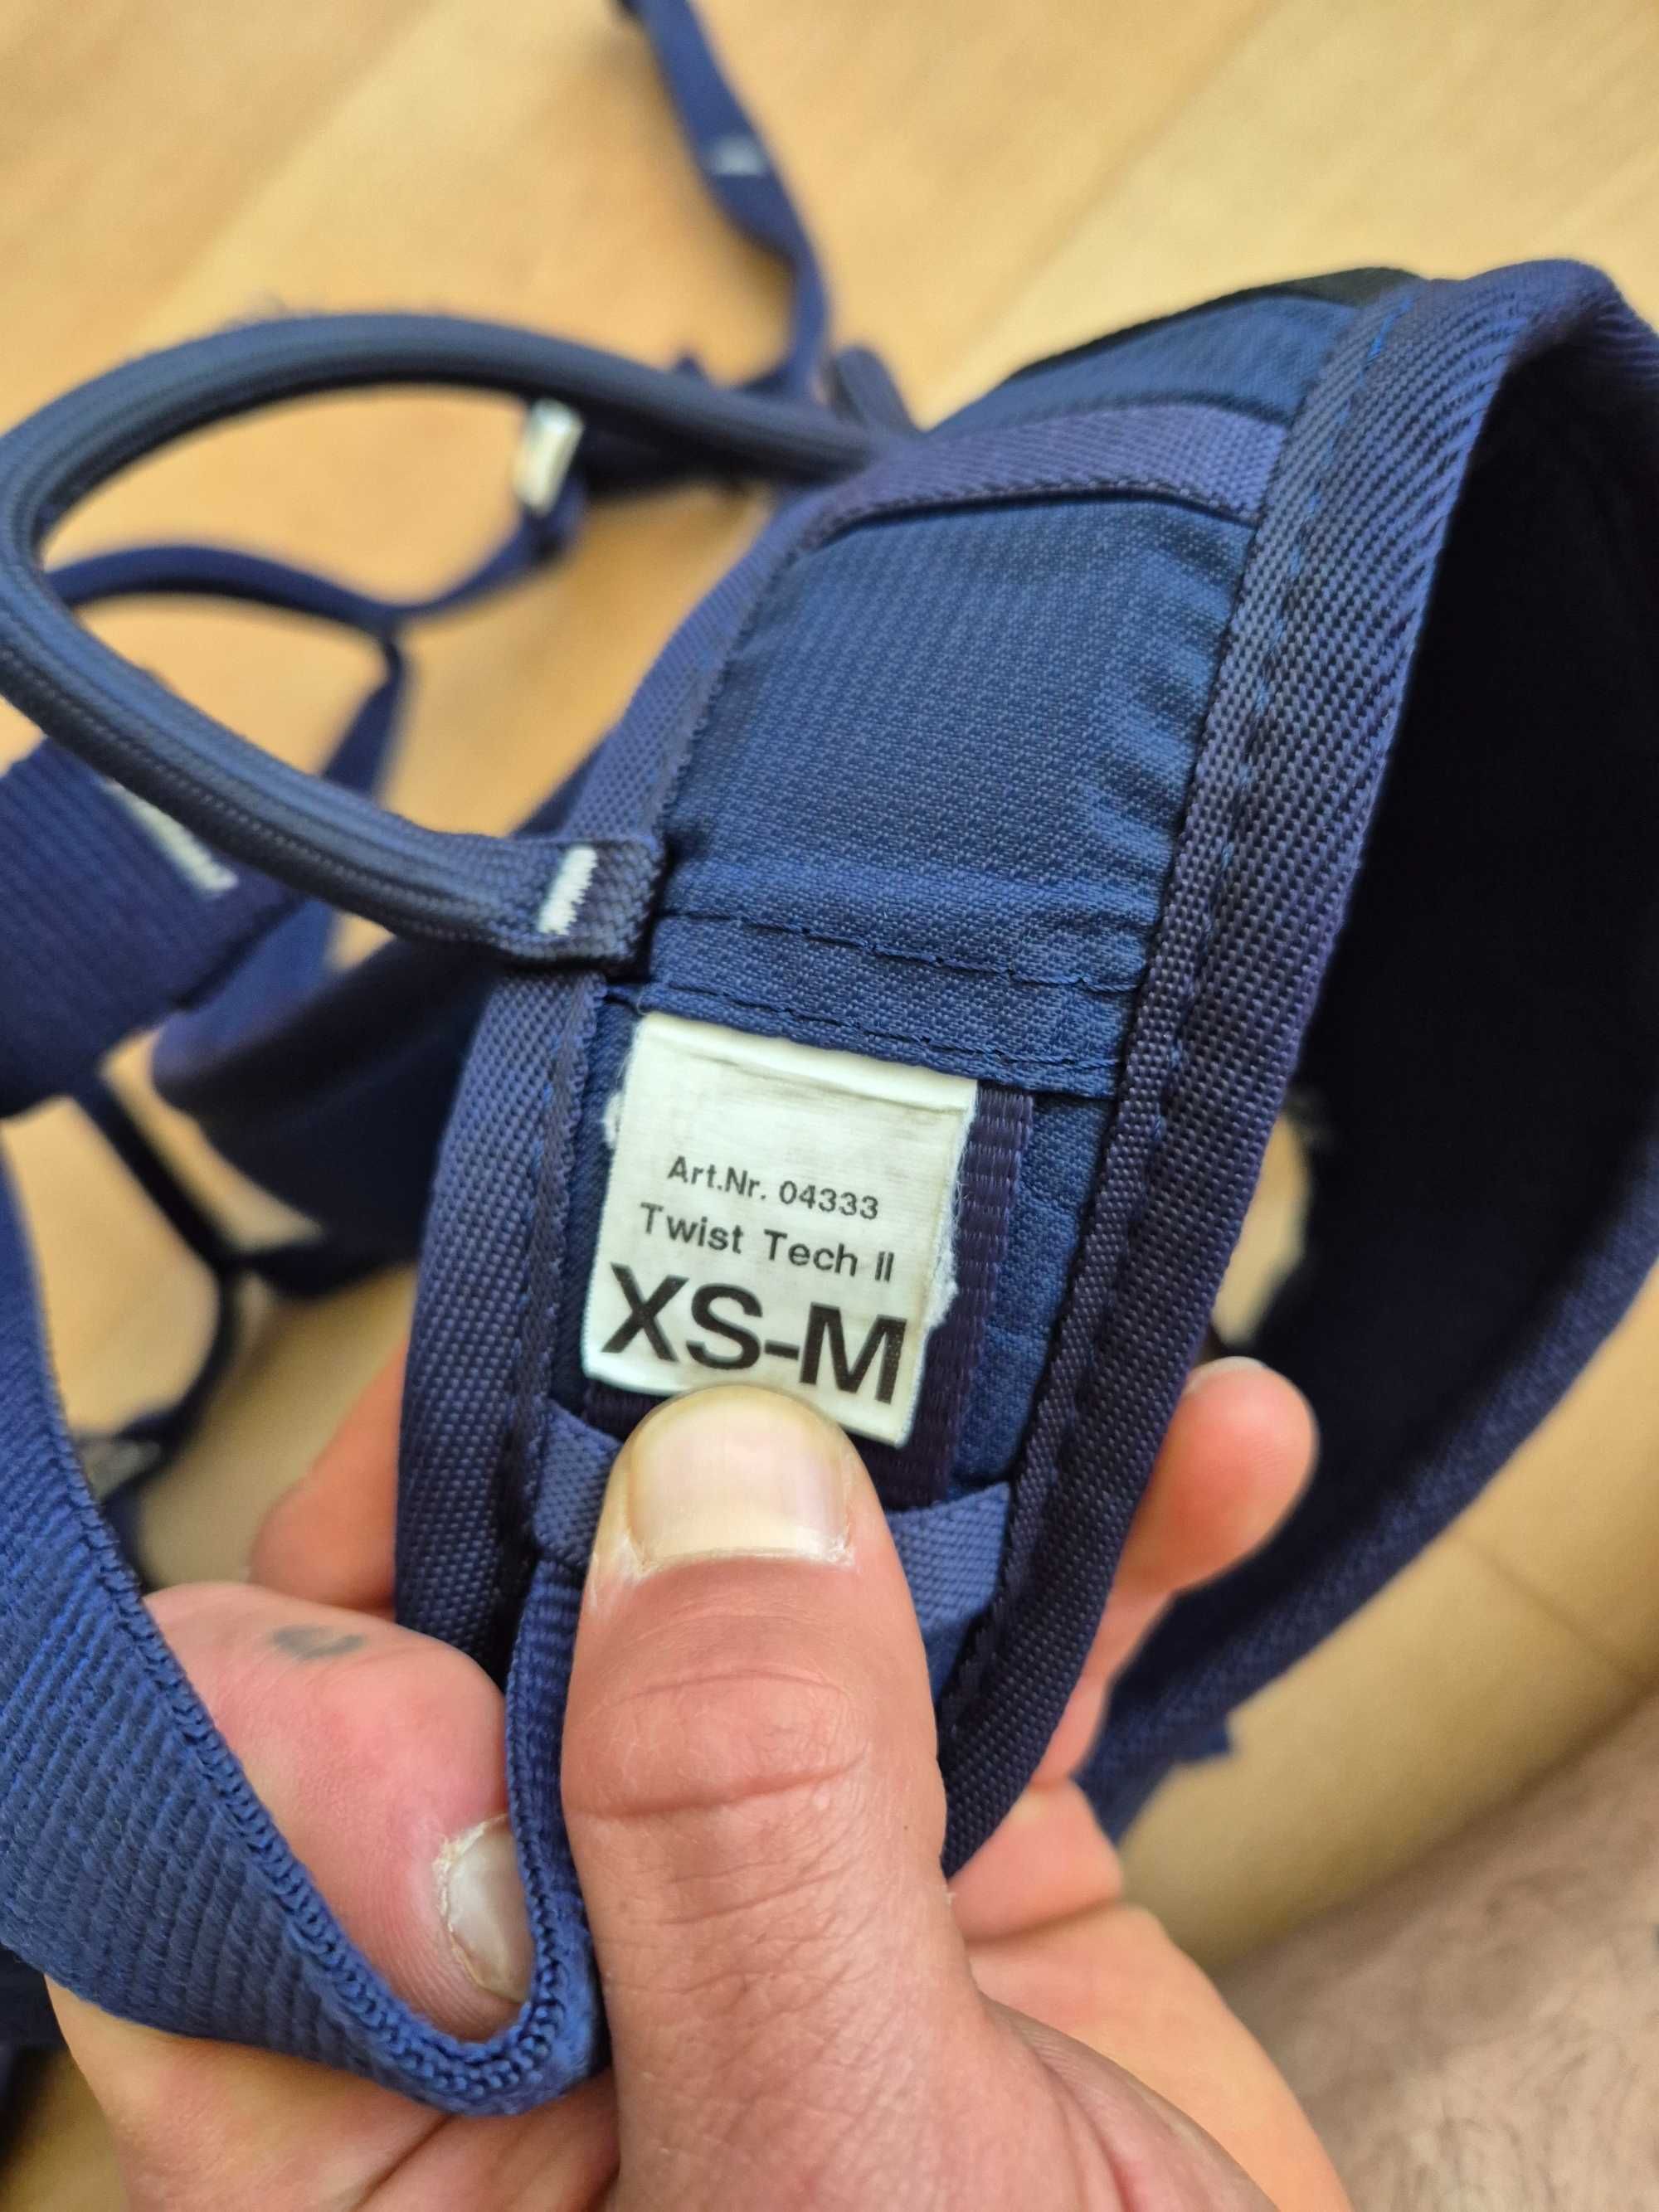 Art.Nr. 04333
Twist Tech II
XS-M